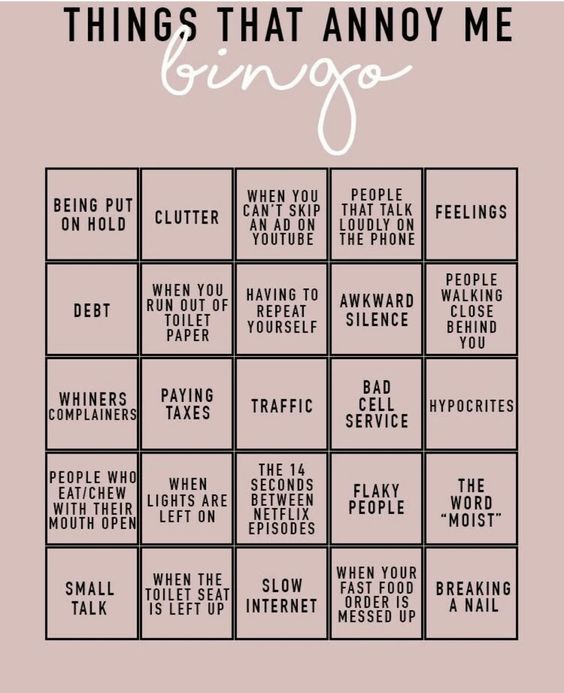 THINGS THAT ANNOY ME
bingo
BEING PUT
ON HOLD
CLUTTER
WHEN YOU
CAN'T SKIP
AN AD ON
YOUTUBE
PEOPLE
THAT TALK
LOUDLY ON
THE PHONE
FEELINGS
DEBT
WHEN YOU
RUN OUT OF
TOILET
PAPER
HAVING TO
REPEAT
YOURSELF
AWKWARD
SILENCE
PEOPLE
WALKING
CLOSE
BEHIND
YOU
WHINERS
COMPLAINERS
PAYING
TAXES
TRAFFIC
BAD
CELL
SERVICE
HYPOCRITES
PEOPLE WHO
EAT/CHEW
WITH THEIR
MOUTH OPEN
WHEN
LIGHTS ARE
LEFT ON
THE 14
SECONDS
BETWEEN
NETFLIX
EPISODES
FLAKY
PEOPLE
THE
WORD
“MOIST”
SMALL
TALK
WHEN THE
TOILET SEAT
IS LEFT UP
SLOW
INTERNET
WHEN YOUR
FAST FOOD
ORDER IS
MESSED UP
BREAKING
A NAIL